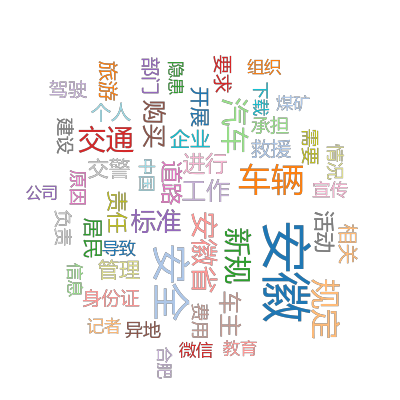 旅游
部门
隐患
要求
组织
驾驶
个人
购买
开展
下载
煤矿
建设
交通
企业
汽车
承担
需要
救援
情况
交警
中国
道路
进行
工作
车辆
宣传
公司
原因
责任
标准
负责
居民
导致
安徽省
新规
安徽
活动
相关
信息
管理
安全
规定
身份证
费用
车主
记者
异地
合肥
微信
教育